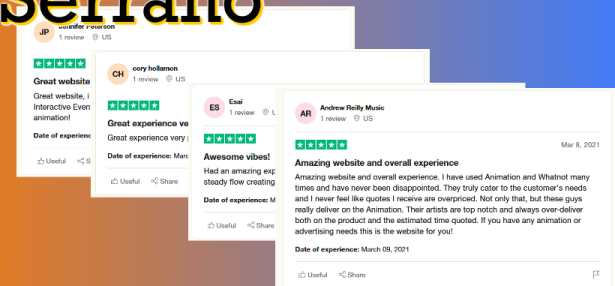 Serrano
JP
Jennifer Peterson
1 review US
Great website
Great website, i
Interactive Even
animation!
Date of experienc
Useful
CH
cory hollamon
1 review US
Great experience ve
Great experience very
Date of experience: Marc
Useful Share
ES
Esai
1 review
Awesome vibes!
Had an amazing exp
steady flow creating
Date of experience: M
Useful Share
AR
Andrew Reilly Music
1 review US
Mar 8, 2021
Amazing website and overall experience
Amazing website and overall experience. I have used Animation and Whatnot many
times and have never been disappointed. They truly cater to the customer's needs
and I never feel like quotes I receive are overpriced. Not only that, but these guys
really deliver on the Animation. Their artists are top notch and always over-deliver
both on the product and the estimated time quoted. If you have any animation or
advertising needs this is the website for you!
Date of experience: March 09, 2021
Useful Share